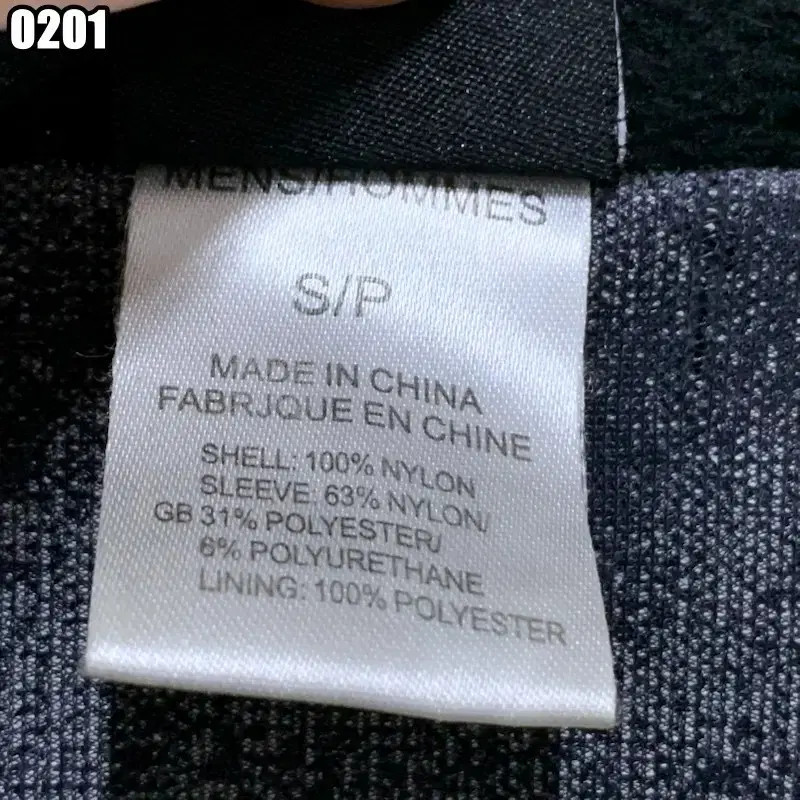 0201
MENS/HOMMES
S/P
MADE IN CHINA
FABRJQUE EN CHINE
SHELL: 100% NYLON
SLEEVE: 63% NYLON/
GB 31% POLYESTER/
6% POLYURETHANE
LINING: 100% POLYESTER